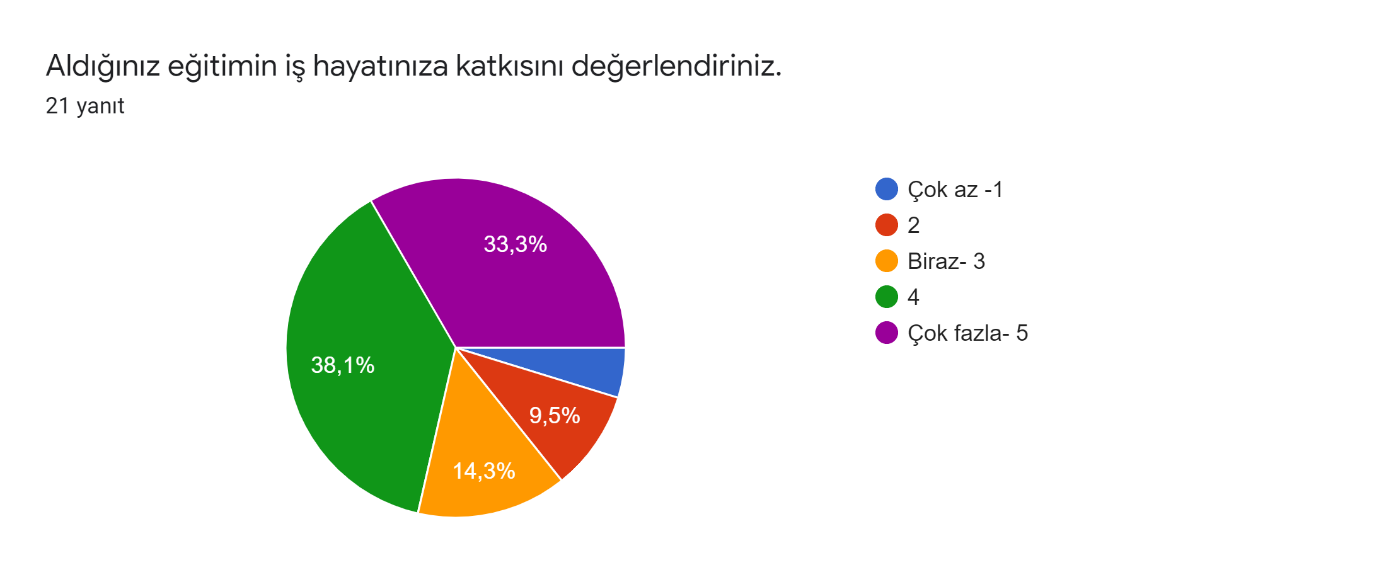 Aldığınız eğitimin iş hayatınıza katkısını değerlendiriniz.
21 yanıt
33,3%
38,1%
9,5%
14,3%
Çok az -1
2
Biraz- 3
4
Çok fazla- 5